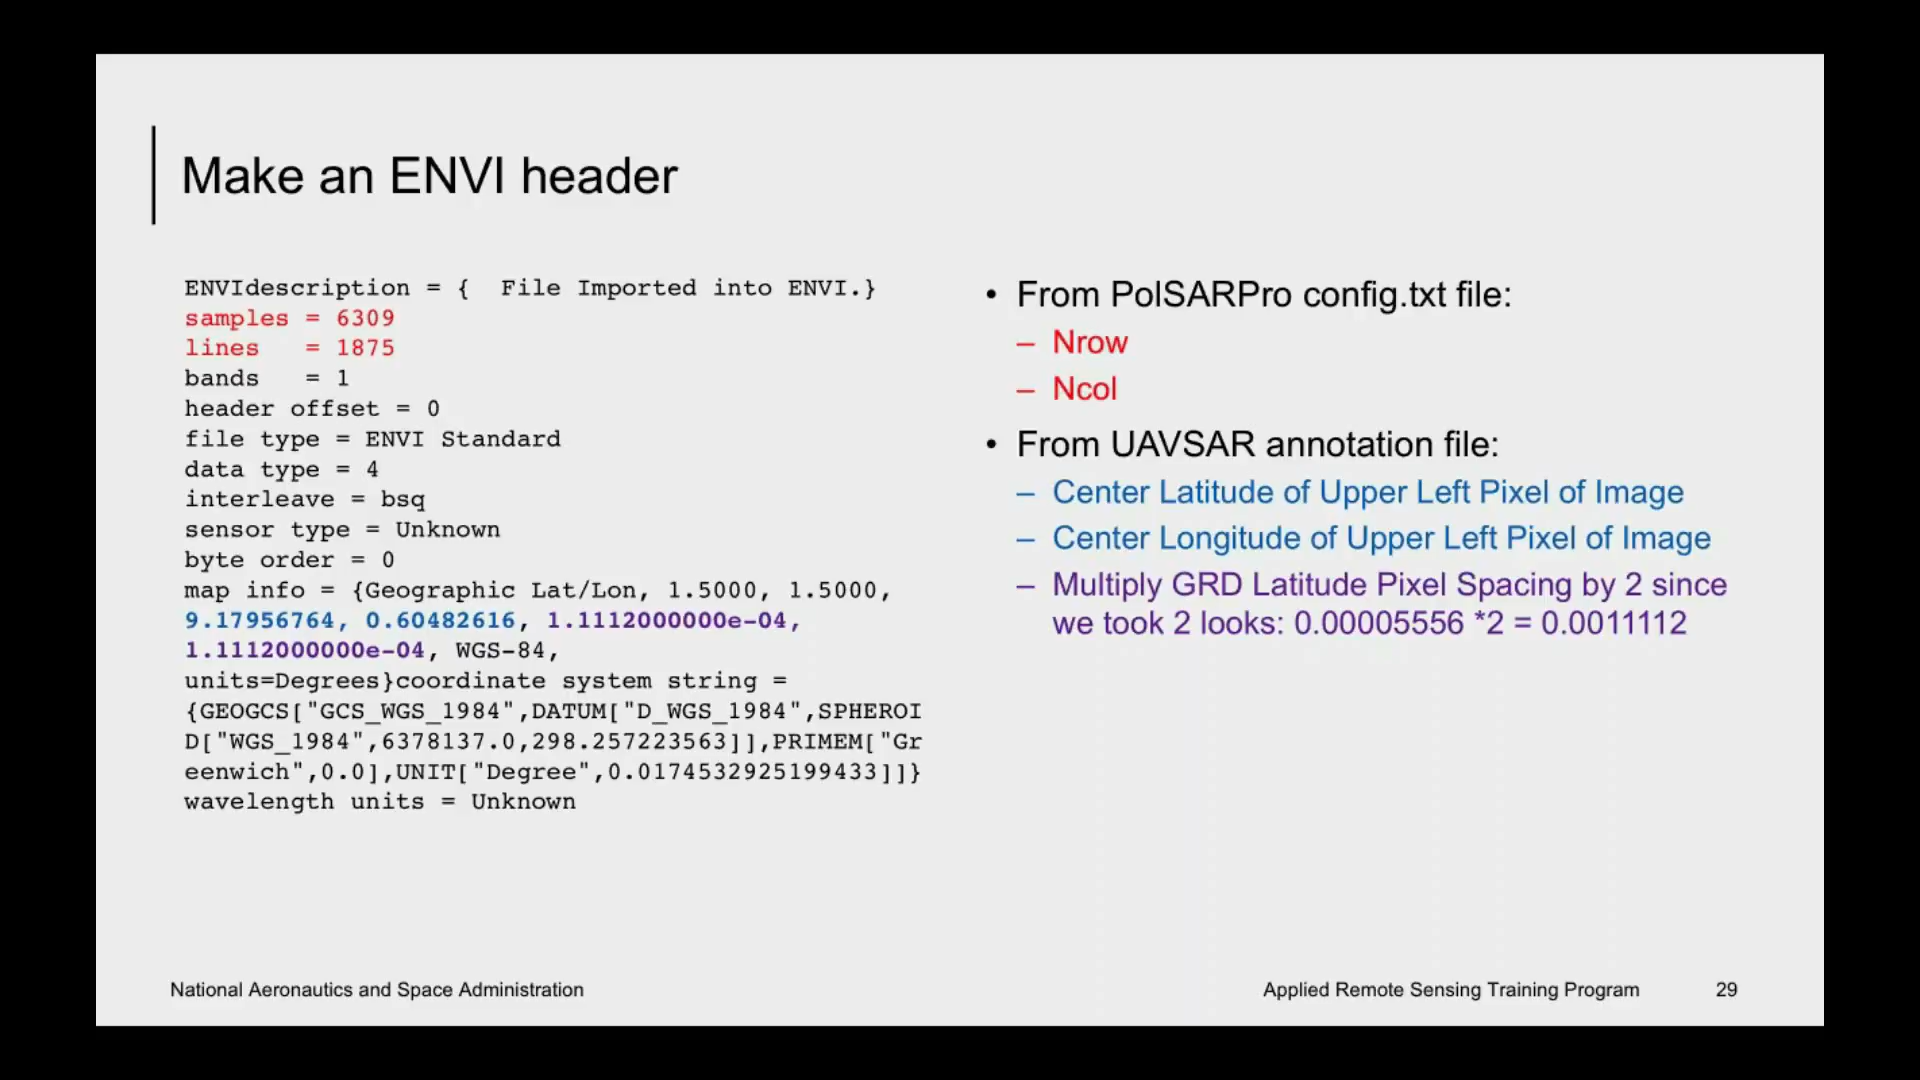 Make an ENVI header
ENVIdescription = {  File Imported into ENVI.}
samples = 6309
lines   = 1875
bands   = 1
header offset = 0
file type = ENVI Standard
data type = 4
interleave = bsq
sensor type = Unknown
byte order = 0
map info = {Geographic Lat/Lon, 1.5000, 1.5000,
9.17956764, 0.60482616, 1.1112000000e-04,
1.1112000000e-04, WGS-84,
units=Degrees}coordinate system string =
{GEOGCS["GCS_WGS_1984",DATUM["D_WGS_1984",SPHEROI
D["WGS_1984",6378137.0,298.257223563]],PRIMEM["Gr
eenwich",0.0],UNIT["Degree",0.0174532925199433]]}
wavelength units = Unknown
• From PolSARPro config.txt file:
– Nrow
– Ncol
• From UAVSAR annotation file:
– Center Latitude of Upper Left Pixel of Image
– Center Longitude of Upper Left Pixel of Image
– Multiply GRD Latitude Pixel Spacing by 2 since
we took 2 looks: 0.00005556 *2 = 0.0011112
National Aeronautics and Space Administration
Applied Remote Sensing Training Program
29